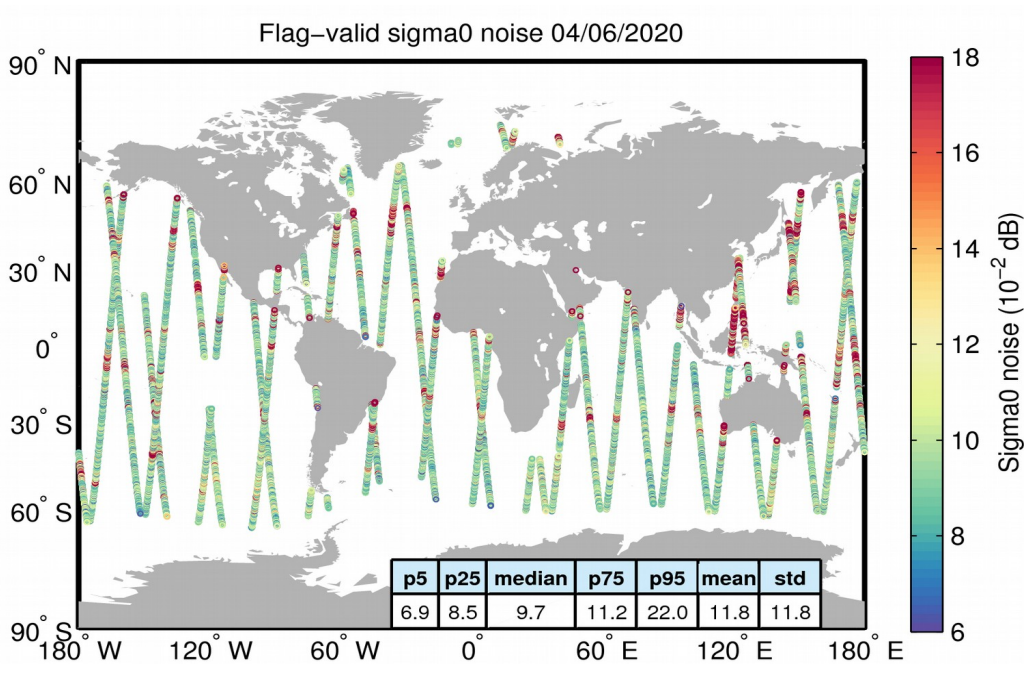 Flag−valid sigma0 noise 04/06/2020
90° N
60° N
30° N
0°
30° S
60° S
90° S
180° W
120° W
60° W
0°
60° E
120° E
180° E
p5 p25 median p75 p95 mean std
6.9 8.5 9.7 11.2 22.0 11.8 11.8
18
16
14
12
10
8
6
Sigma0 noise (10⁻² dB)